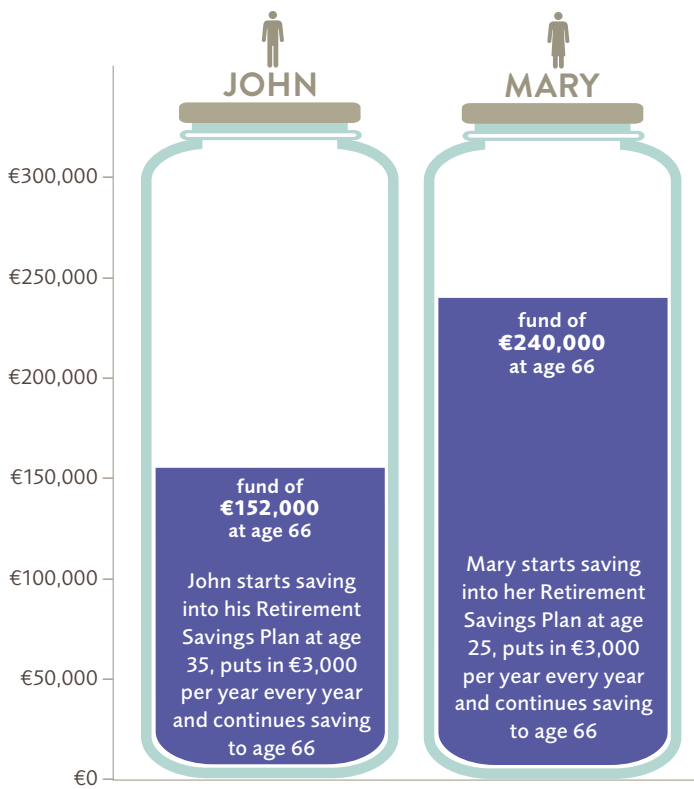 JOHN
MARY
€300,000
€250,000
€200,000
€150,000
€100,000
€50,000
€0
fund of
€152,000
at age 66
John starts saving
into his Retirement
Savings Plan at age
35, puts in €3,000
per year every year
and continues saving
to age 66
fund of
€240,000
at age 66
Mary starts saving
into her Retirement
Savings Plan at age
25, puts in €3,000
per year every year
and continues saving
to age 66